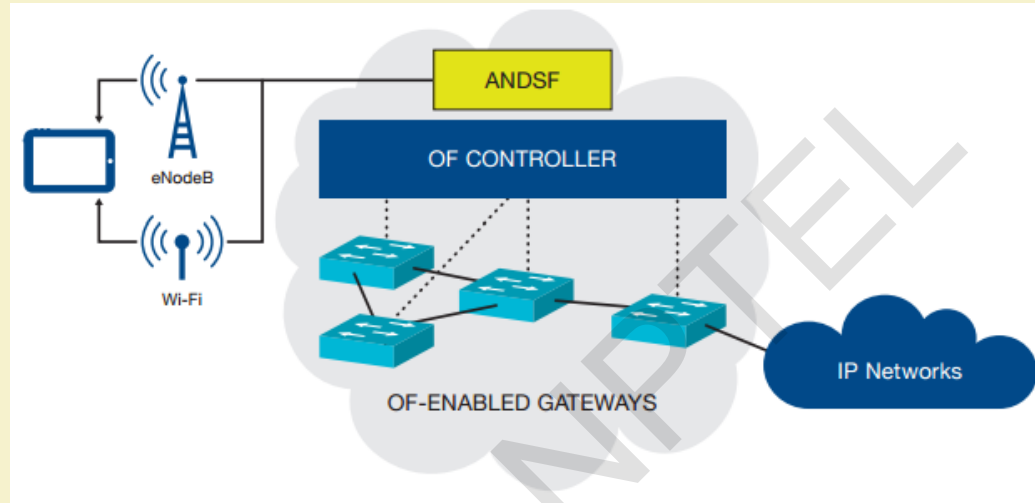 ANDSF
OF CONTROLLER
eNodeB
Wi-Fi
OF-ENABLED GATEWAYS
IP Networks
NPTEL